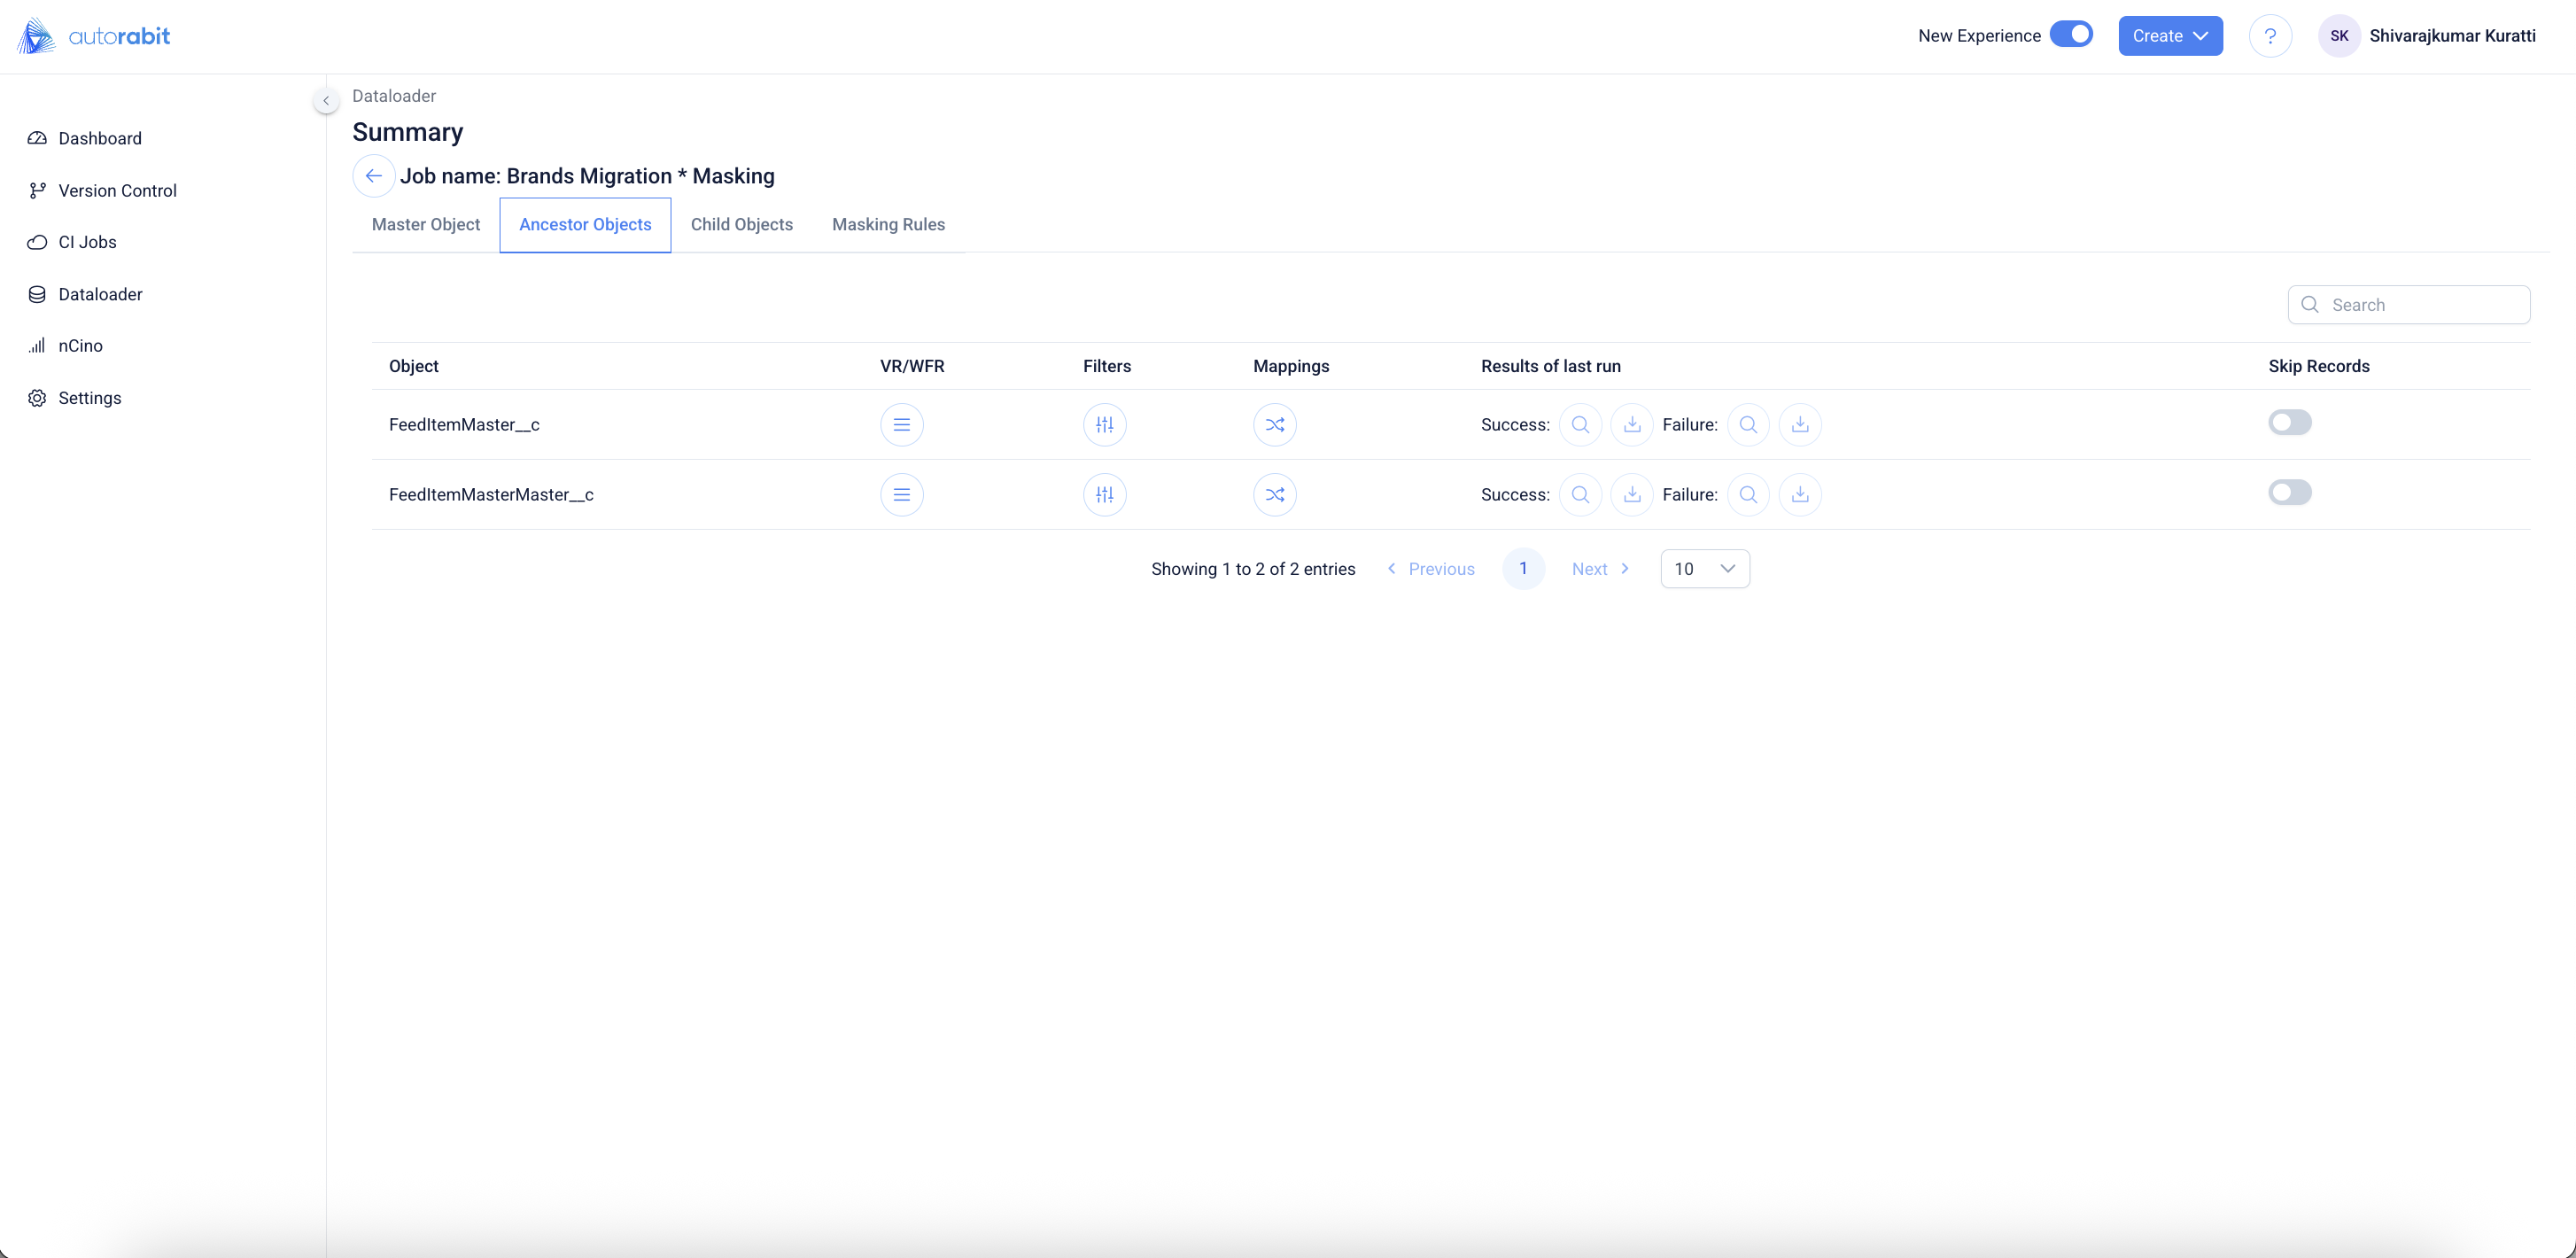 autorabit
New Experience Create ? SK Shivarajkumar Kuratti
Dashboard
Version Control
CI Jobs
Dataloader
nCino
Settings
Dataloader
Summary
Job name: Brands Migration * Masking
Master Object Ancestor Objects Child Objects Masking Rules
Search
Object VR/WFR Filters Mappings Results of last run Skip Records
FeedItemMaster__c Success: Failure:
FeedItemMasterMaster__c Success: Failure:
Showing 1 to 2 of 2 entries Previous 1 Next 10